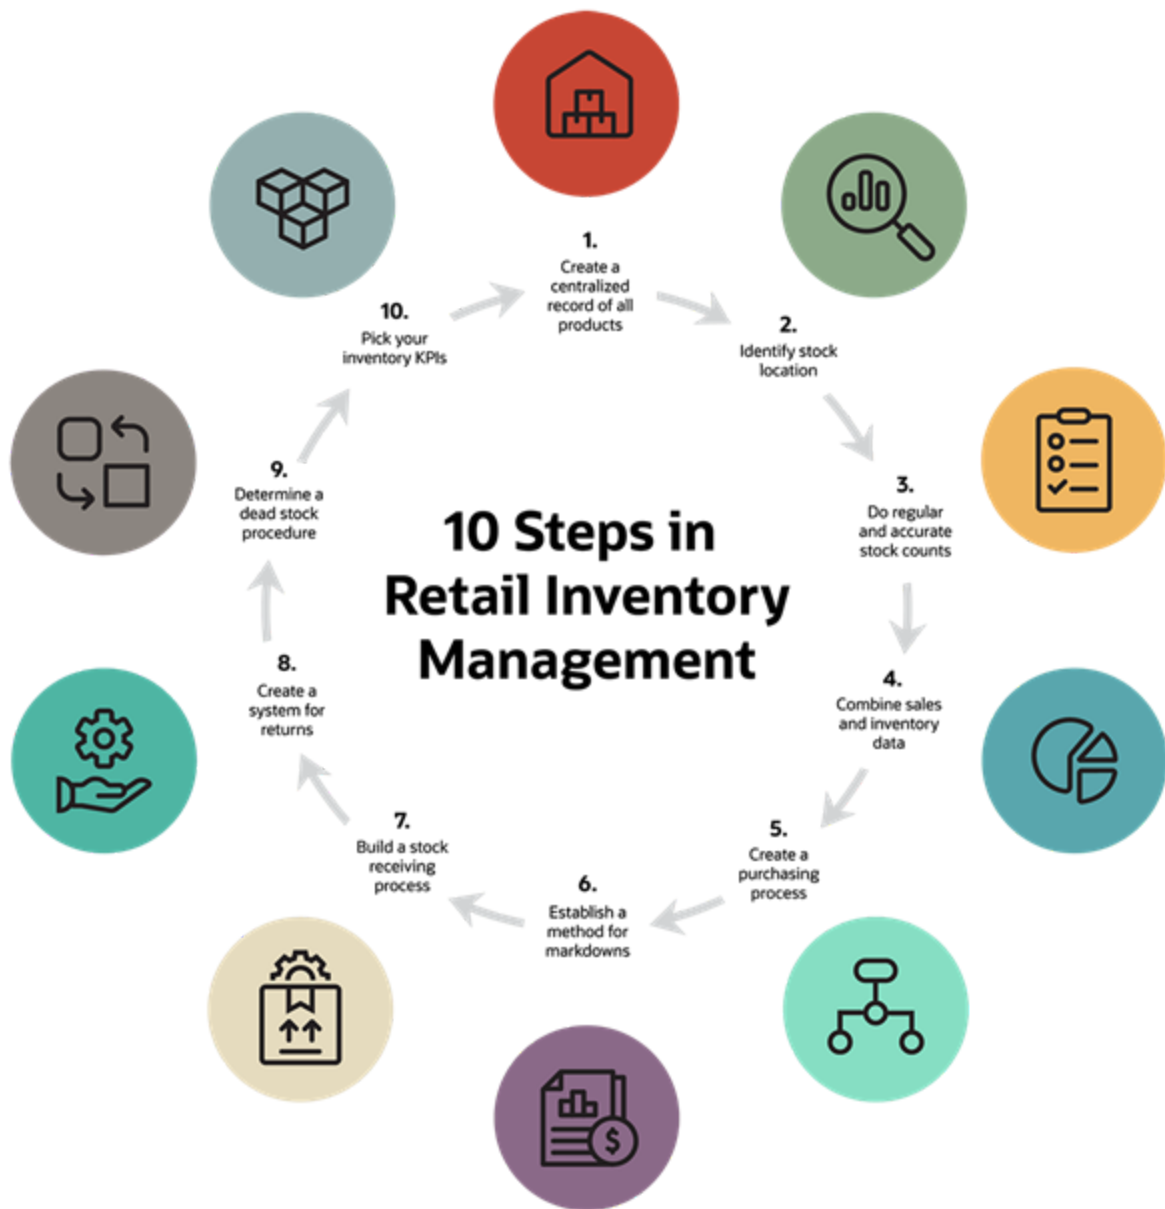 1.
Create a
centralized
record of all
products
2.
Identify stock
location
3.
Do regular
and accurate
stock counts
4.
Combine sales
and inventory
data
5.
Create a
purchasing
process
6.
Establish a
method for
markdowns
7.
Build a stock
receiving
process
8.
Create a
system for
returns
9.
Determine a
dead stock
procedure
10.
Pick your
inventory KPIs
10 Steps in
Retail Inventory
Management
$